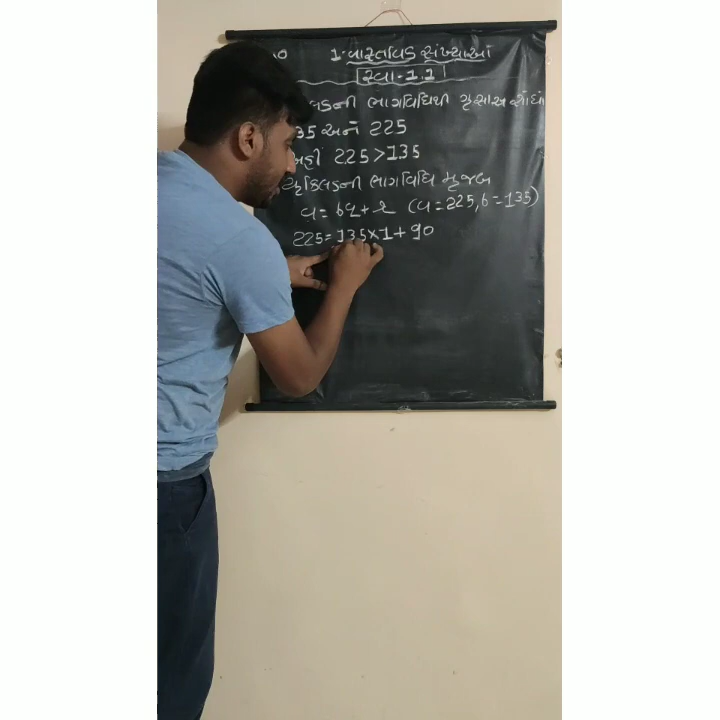 10 1. વાસ્તવિક સંખ્યાઓ
સ્વા-1.1
ભાગવિધિથી ગુ.સા.અ. શોધો
35 અને 225
225>135
યુક્લિડની ભાગવિધિ મુજબ
a = bq + r (a = 225, b = 135)
225 = 135 × 1 + 90